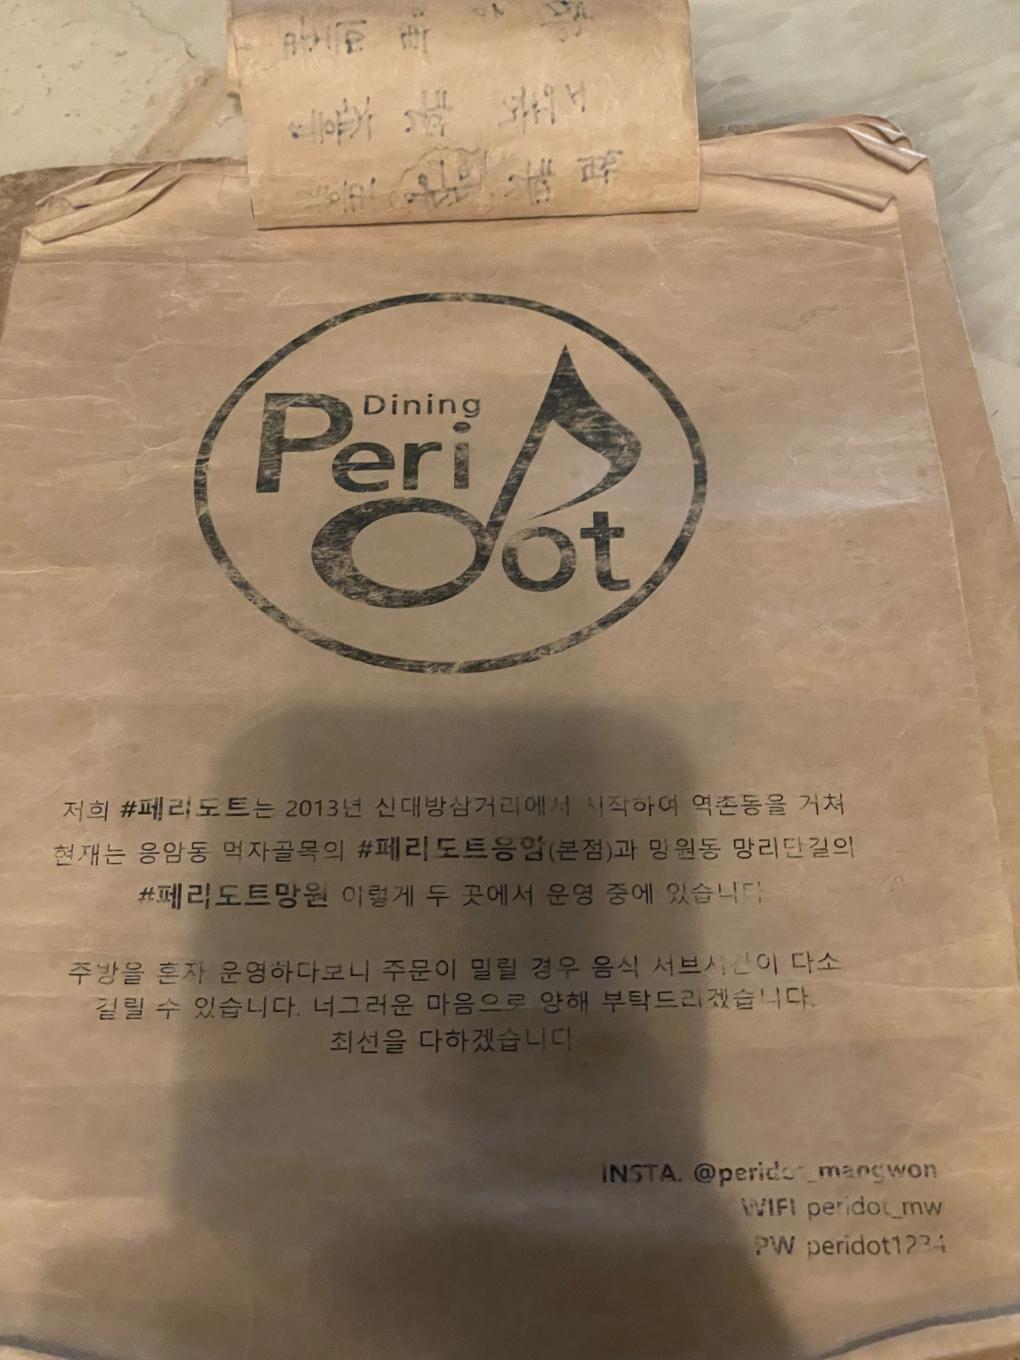 Dining
Peri
dot
저희 #페리도트는 2013년 신대방삼거리에서 시작하여 역촌동을 거쳐
현재는 응암동 먹자골목의 #페리도트응암(본점)과 망원동 망리단길의
#페리도트망원 이렇게 두 곳에서 운영 중에 있습니다
주방을 혼자 운영하다보니 주문이 밀릴 경우 음식 서브시간이 다소
걸릴 수 있습니다. 너그러운 마음으로 양해 부탁드리겠습니다.
최선을 다하겠습니다
INSTA. @peridot_mangwon
WIFI peridot_mw
PW peridot1234